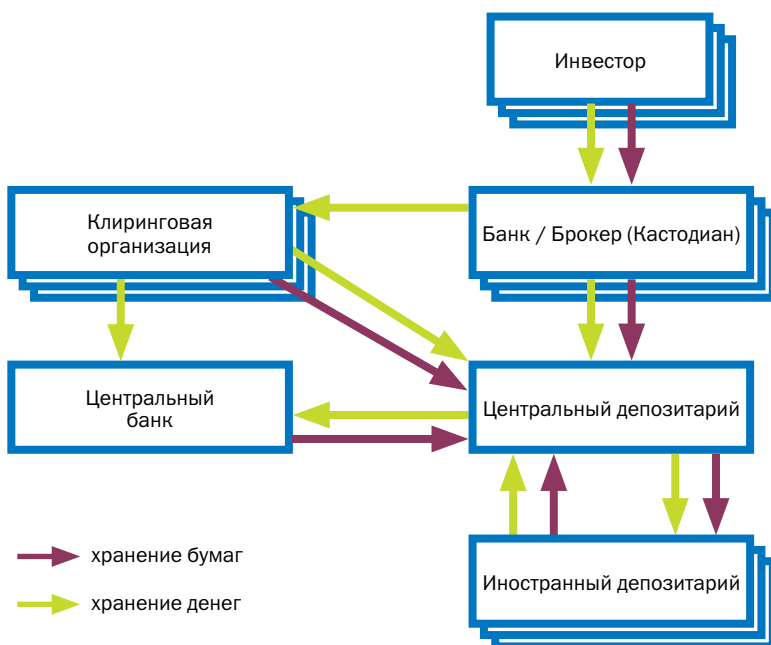 Инвестор
Клиринговая
организация
Банк / Брокер (Кастодиан)
Центральный
банк
Центральный депозитарий
хранение бумаг
хранение денег
Иностранный депозитарий